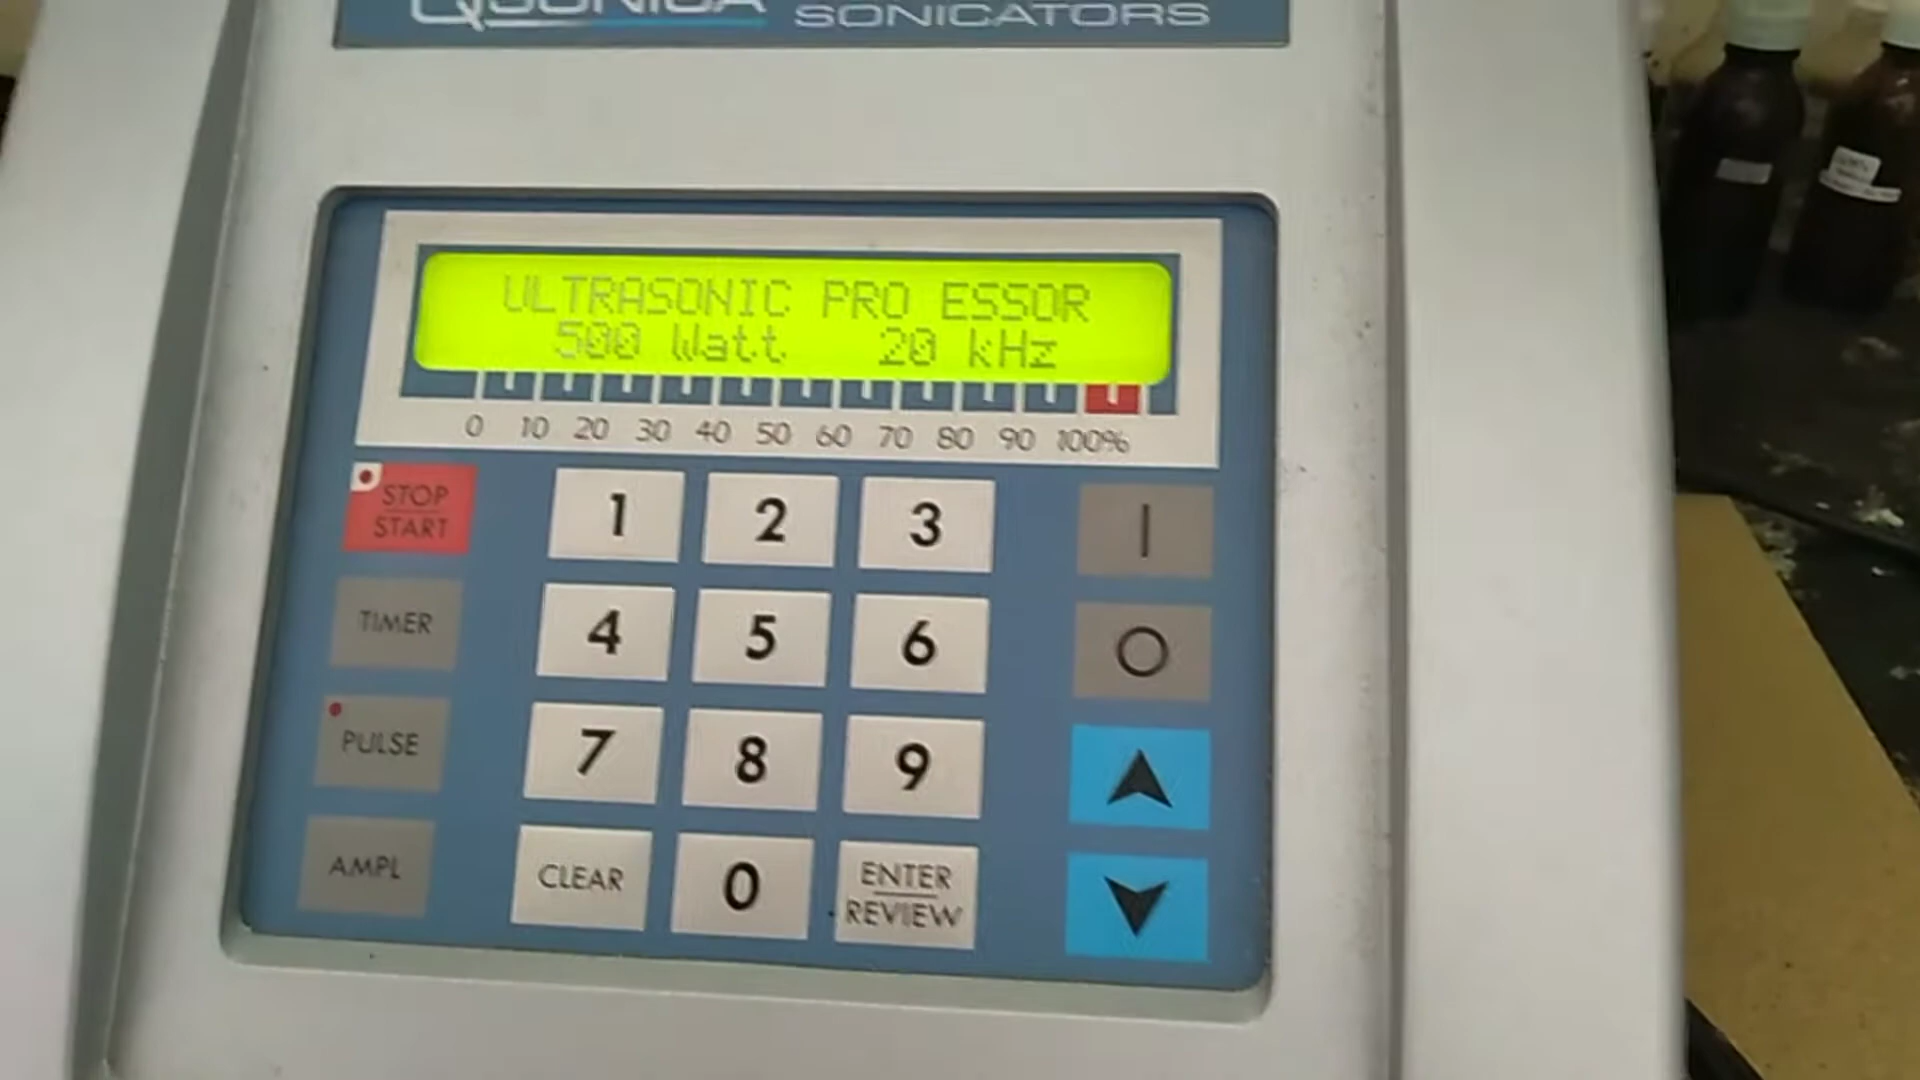 QSONICA SONICATORS
ULTRASONIC PRO ESSOR
500 Watt 20 kHz
0 10 20 30 40 50 60 70 80 90 100%
STOP
START
1 2 3 I
TIMER
4 5 6 O
PULSE
7 8 9
AMPL
CLEAR
0
ENTER
REVIEW